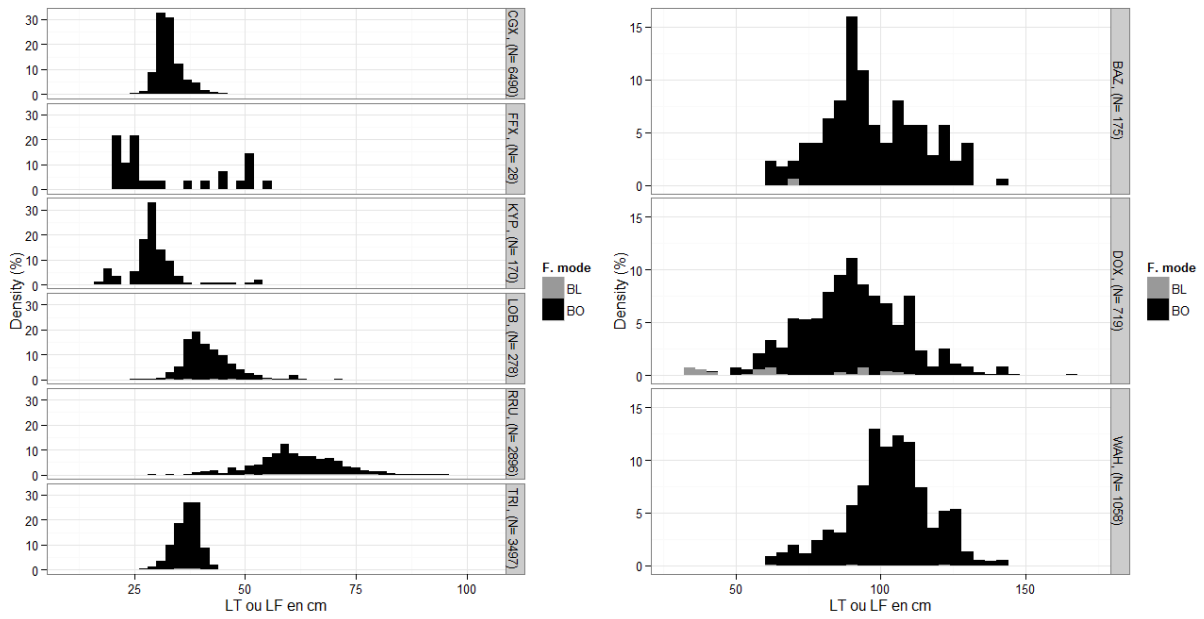 Density (%)
30
20
10
0
CGX , (N= 6490)
30
20
10
0
FFX , (N= 28)
30
20
10
0
KYP , (N= 170)
30
20
10
0
LOB , (N= 278)
30
20
10
0
RRU , (N= 2896)
30
20
10
0
TRI , (N= 3497)
25 50 75 100
LT ou LF en cm
F. mode
BL
BO
Density (%)
15
10
5
0
BAZ , (N= 175)
15
10
5
0
DOX , (N= 719)
15
10
5
0
WAH , (N= 1058)
50 100 150
LT ou LF en cm
F. mode
BL
BO